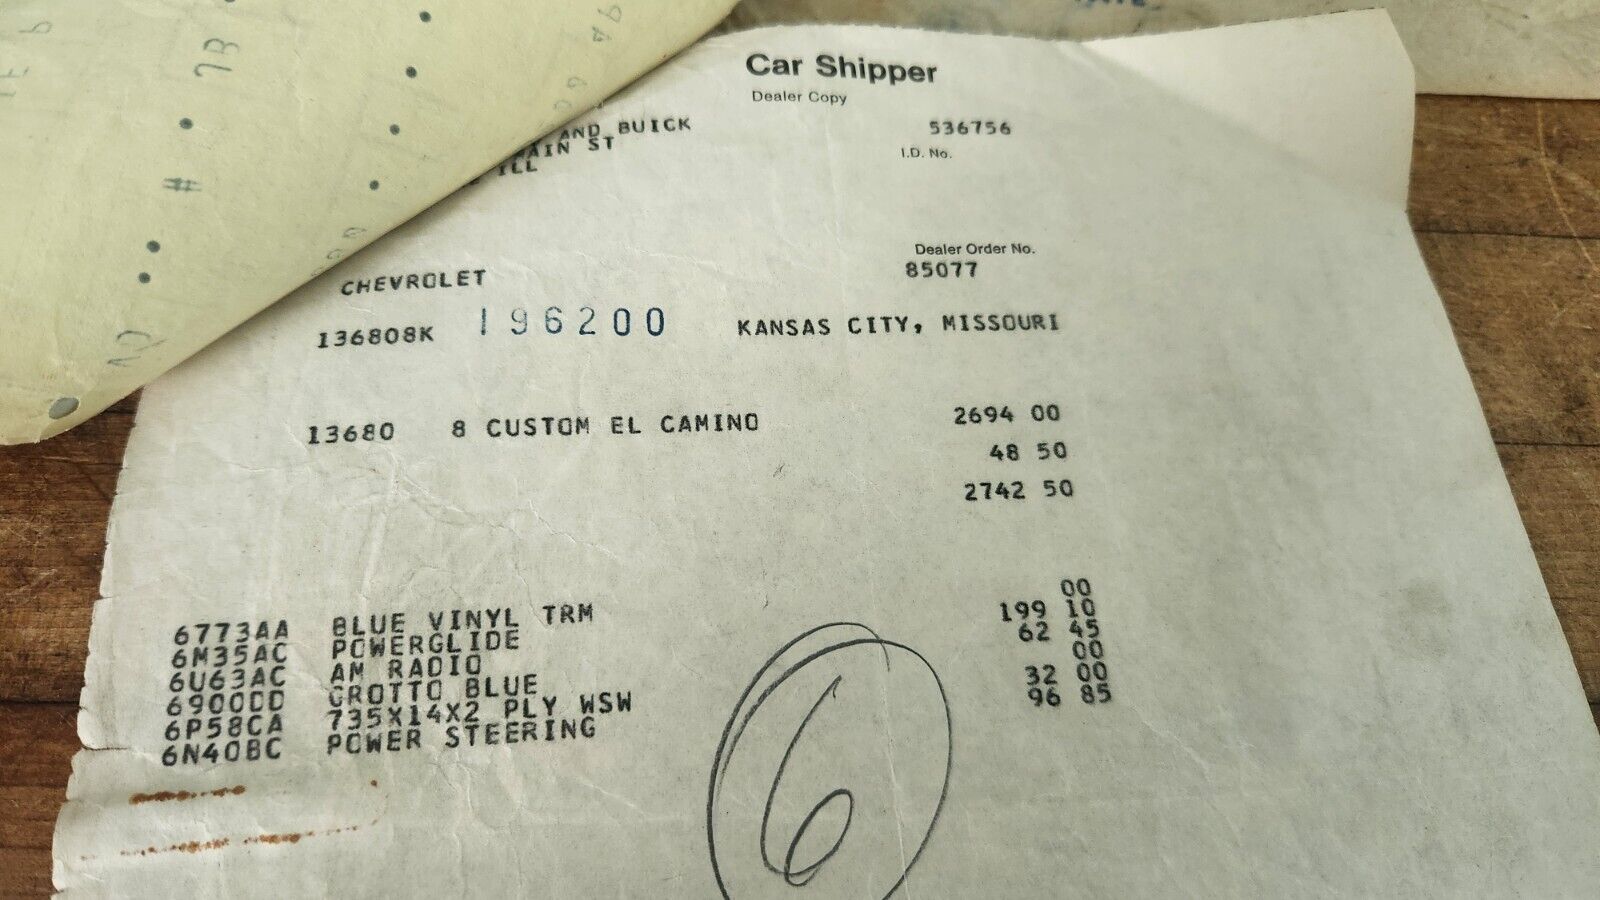 Car Shipper
Dealer Copy
AND BUICK
ST
ILL
536756
I.D. No.
Dealer Order No.
85077
CHEVROLET
136808K 196200 KANSAS CITY, MISSOURI
13680 8 CUSTOM EL CAMINO 2694 00
48 50
2742 50
6773AA BLUE VINYL TRM 00
6M35AC POWERGLIDE 199 10
6U63AC AM RADIO 62 45
6900DD GROTTO BLUE 00
6P58CA 735X14X2 PLY WSW 32 00
6N40BC POWER STEERING 96 85
6